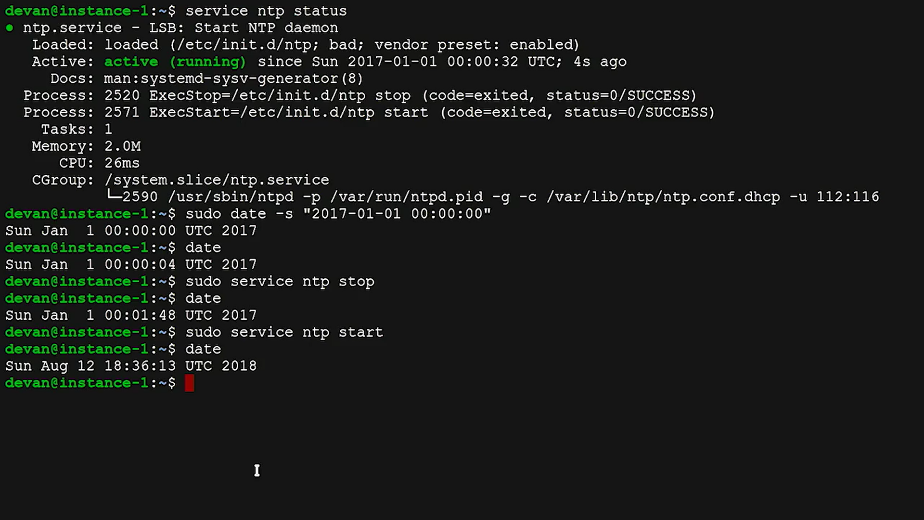 devan@instance-1:~$ service ntp status
● ntp.service - LSB: Start NTP daemon
   Loaded: loaded (/etc/init.d/ntp; bad; vendor preset: enabled)
   Active: active (running) since Sun 2017-01-01 00:00:32 UTC; 4s ago
     Docs: man:systemd-sysv-generator(8)
  Process: 2520 ExecStop=/etc/init.d/ntp stop (code=exited, status=0/SUCCESS)
  Process: 2571 ExecStart=/etc/init.d/ntp start (code=exited, status=0/SUCCESS)
    Tasks: 1
   Memory: 2.0M
      CPU: 26ms
   CGroup: /system.slice/ntp.service
           └─2590 /usr/sbin/ntpd -p /var/run/ntpd.pid -g -c /var/lib/ntp/ntp.conf.dhcp -u 112:116
devan@instance-1:~$ sudo date -s "2017-01-01 00:00:00"
Sun Jan  1 00:00:00 UTC 2017
devan@instance-1:~$ date
Sun Jan  1 00:00:04 UTC 2017
devan@instance-1:~$ sudo service ntp stop
devan@instance-1:~$ date
Sun Jan  1 00:01:48 UTC 2017
devan@instance-1:~$ sudo service ntp start
devan@instance-1:~$ date
Sun Aug 12 18:36:13 UTC 2018
devan@instance-1:~$